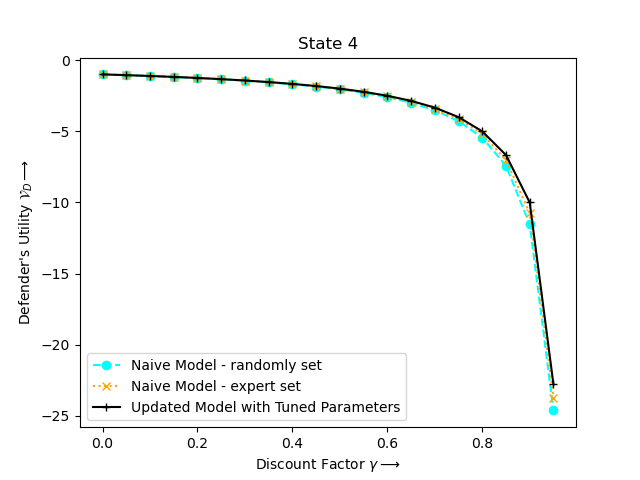 State 4
Defender's Utility 𝒱_D ⟶
0
−5
−10
−15
−20
−25
Naive Model - randomly set
Naive Model - expert set
Updated Model with Tuned Parameters
0.0 0.2 0.4 0.6 0.8
Discount Factor γ ⟶